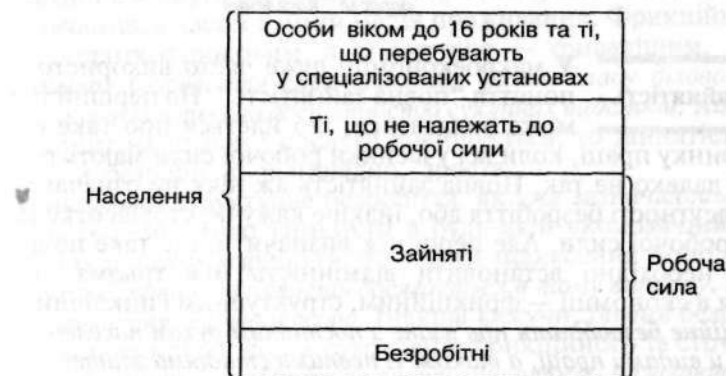 Особи віком до 16 років та ті,
що перебувають
у спеціалізованих установах
Ті, що не належать до
робочої сили
Населення
Зайняті
Робоча
сила
Безробітні